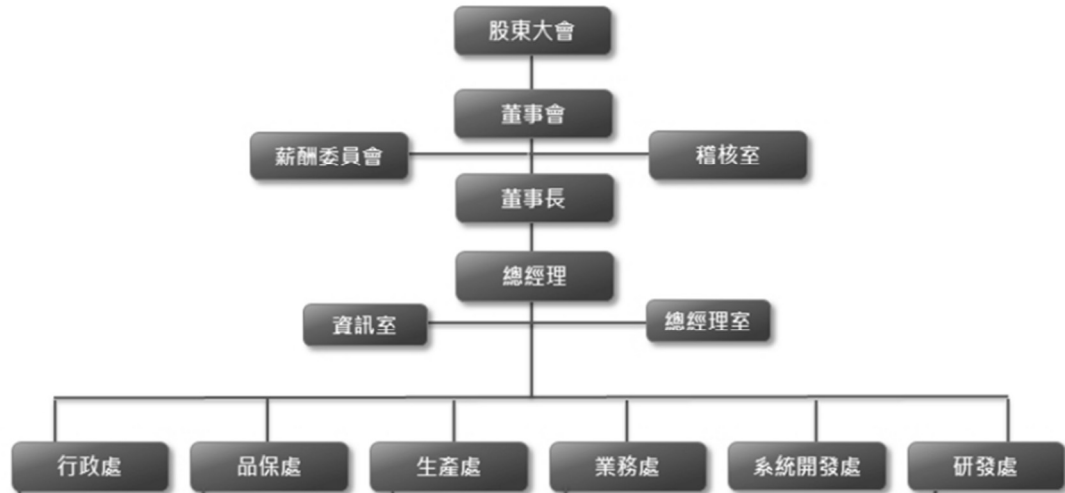 股東大會
董事會
薪酬委員會
稽核室
董事長
總經理
資訊室
總經理室
行政處
品保處
生產處
業務處
系統開發處
研發處